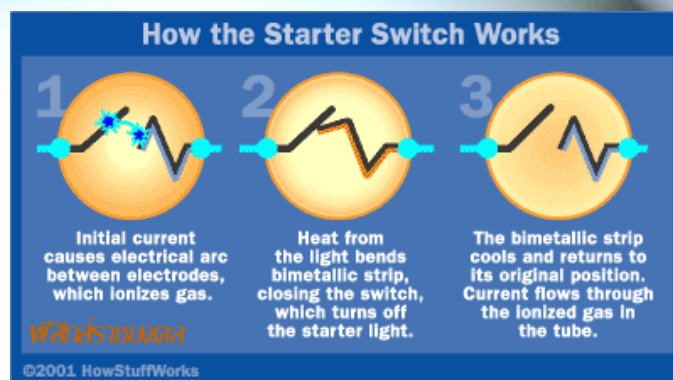 How the Starter Switch Works
1
Initial current
causes electrical arc
between electrodes,
which ionizes gas.
2
Heat from
the light bends
bimetallic strip,
closing the switch,
which turns off
the starter light.
3
The bimetallic strip
cools and returns to
its original position.
Current flows through
the ionized gas in
the tube.
ฟิสิกส์ราชมงคล
©2001 HowStuffWorks